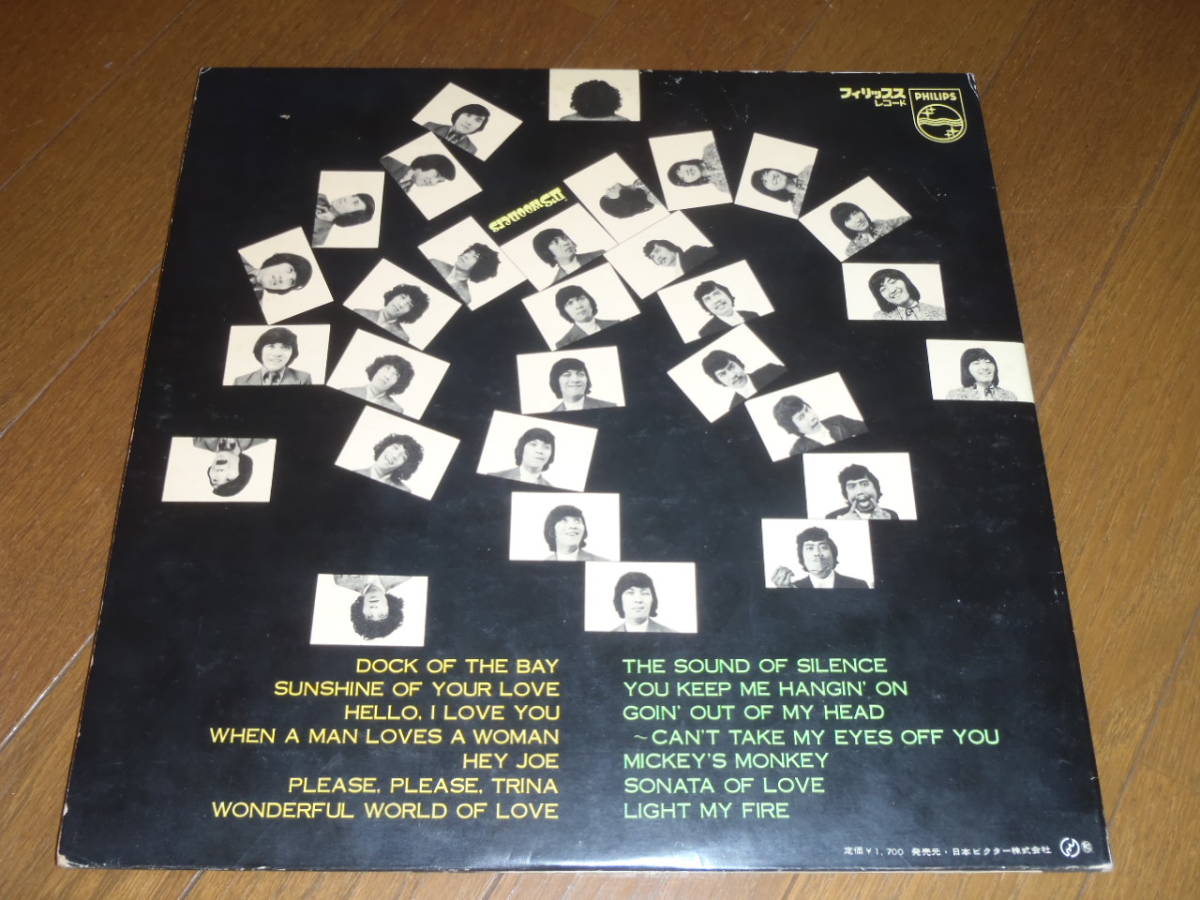 フィリップス
レコード
PHILIPS
DOCK OF THE BAY
SUNSHINE OF YOUR LOVE
HELLO, I LOVE YOU
WHEN A MAN LOVES A WOMAN
HEY JOE
PLEASE, PLEASE, TRINA
WONDERFUL WORLD OF LOVE
THE SOUND OF SILENCE
YOU KEEP ME HANGIN' ON
GOIN' OUT OF MY HEAD
~CAN'T TAKE MY EYES OFF YOU
MICKEY'S MONKEY
SONATA OF LOVE
LIGHT MY FIRE
定価¥1,700 発売元・日本ビクター株式会社